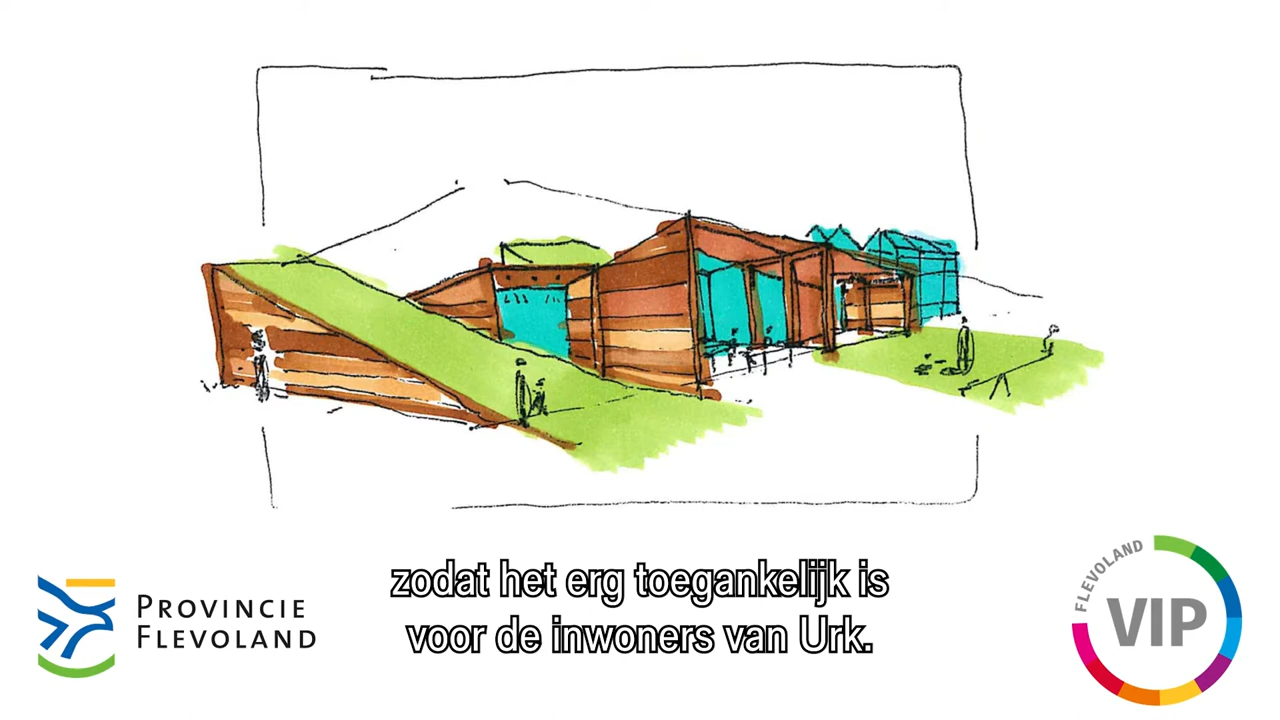 zodat het erg toegankelijk is
voor de inwoners van Urk.
PROVINCIE
FLEVOLAND
FLEVOLAND
VIP